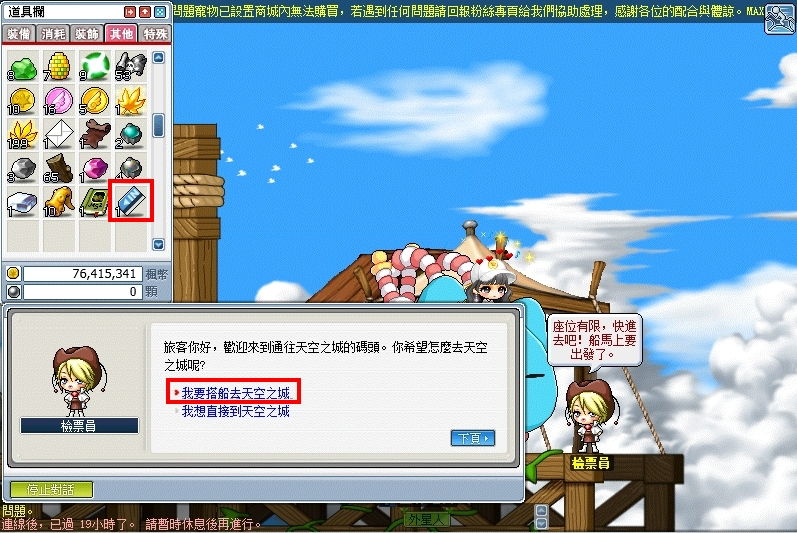 道具欄
問題寵物已設置商城內無法購買，若遇到任何問題請回報粉絲專頁給我們協助處理，感謝各位的配合與體諒。MAX
裝備 消耗 裝飾 其他 特殊
8 7 9 53
10 16 5 1
199 1 1 2
3 65 1 4
1 10 1 1
76,415,341 楓幣
0 顆
旅客你好，歡迎來到通往天空之城的碼頭。你希望怎麼去天空
之城呢?
我要搭船去天空之城
我想直接到天空之城
檢票員
下頁
停止對話
座位有限，快進
去吧！船馬上要
出發了。
檢票員
外星人
問題。
連線後，已過 19小時了。 請暫時休息後再進行。